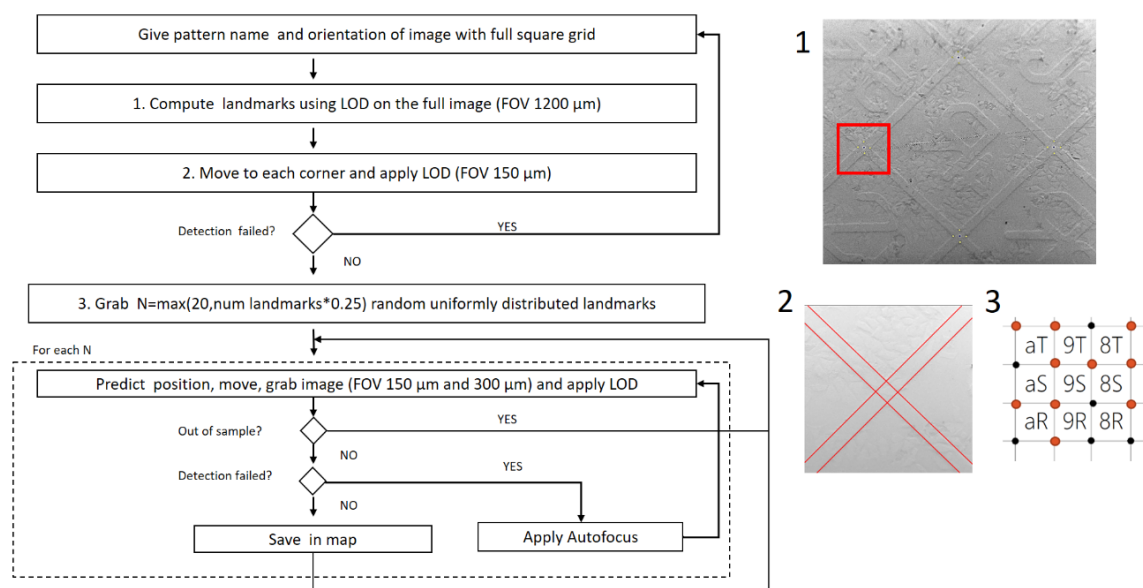 Give pattern name and orientation of image with full square grid
1. Compute landmarks using LOD on the full image (FOV 1200 µm)
2. Move to each corner and apply LOD (FOV 150 µm)
Detection failed?
YES
NO
3. Grab N=max(20,num landmarks*0.25) random uniformly distributed landmarks
For each N
Predict position, move, grab image (FOV 150 µm and 300 µm) and apply LOD
Out of sample?
YES
NO
Detection failed?
YES
NO
Save in map
Apply Autofocus
1
2
3
aT 9T 8T
aS 9S 8S
aR 9R 8R